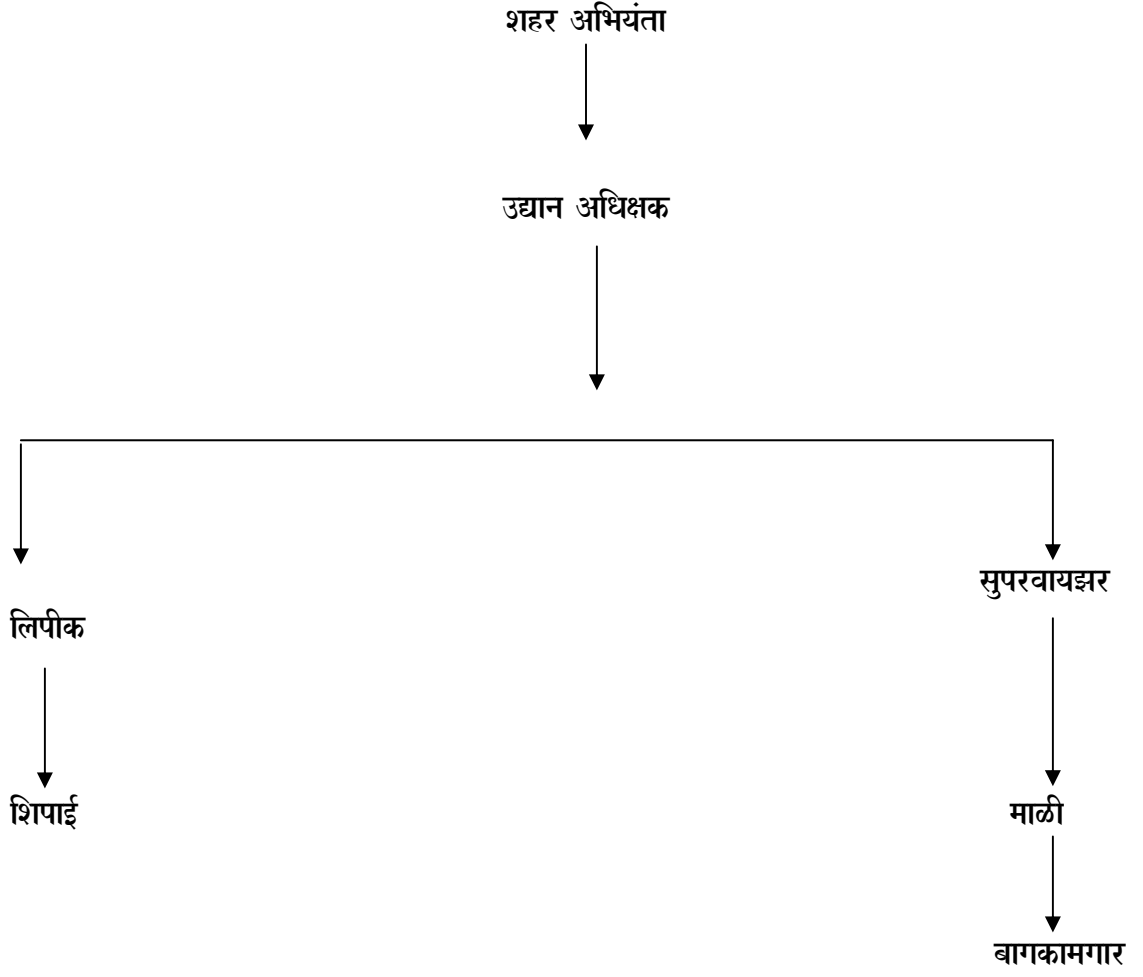 शहर अभियंता
उद्यान अधिक्षक
सुपरवायझर
लिपीक
शिपाई
माळी
बागकामगार